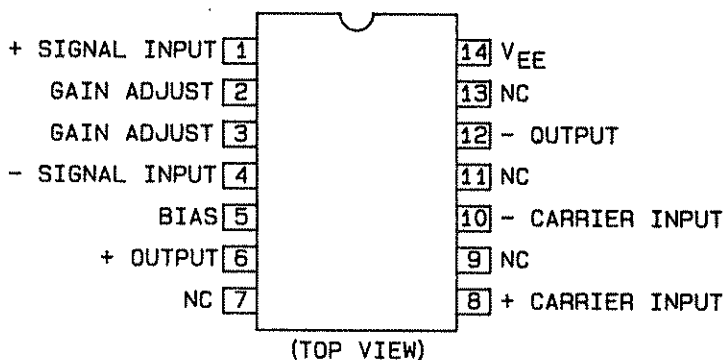 + SIGNAL INPUT 1
GAIN ADJUST 2
GAIN ADJUST 3
- SIGNAL INPUT 4
BIAS 5
+ OUTPUT 6
NC 7
14 VEE
13 NC
12 - OUTPUT
11 NC
10 - CARRIER INPUT
9 NC
8 + CARRIER INPUT
(TOP VIEW)